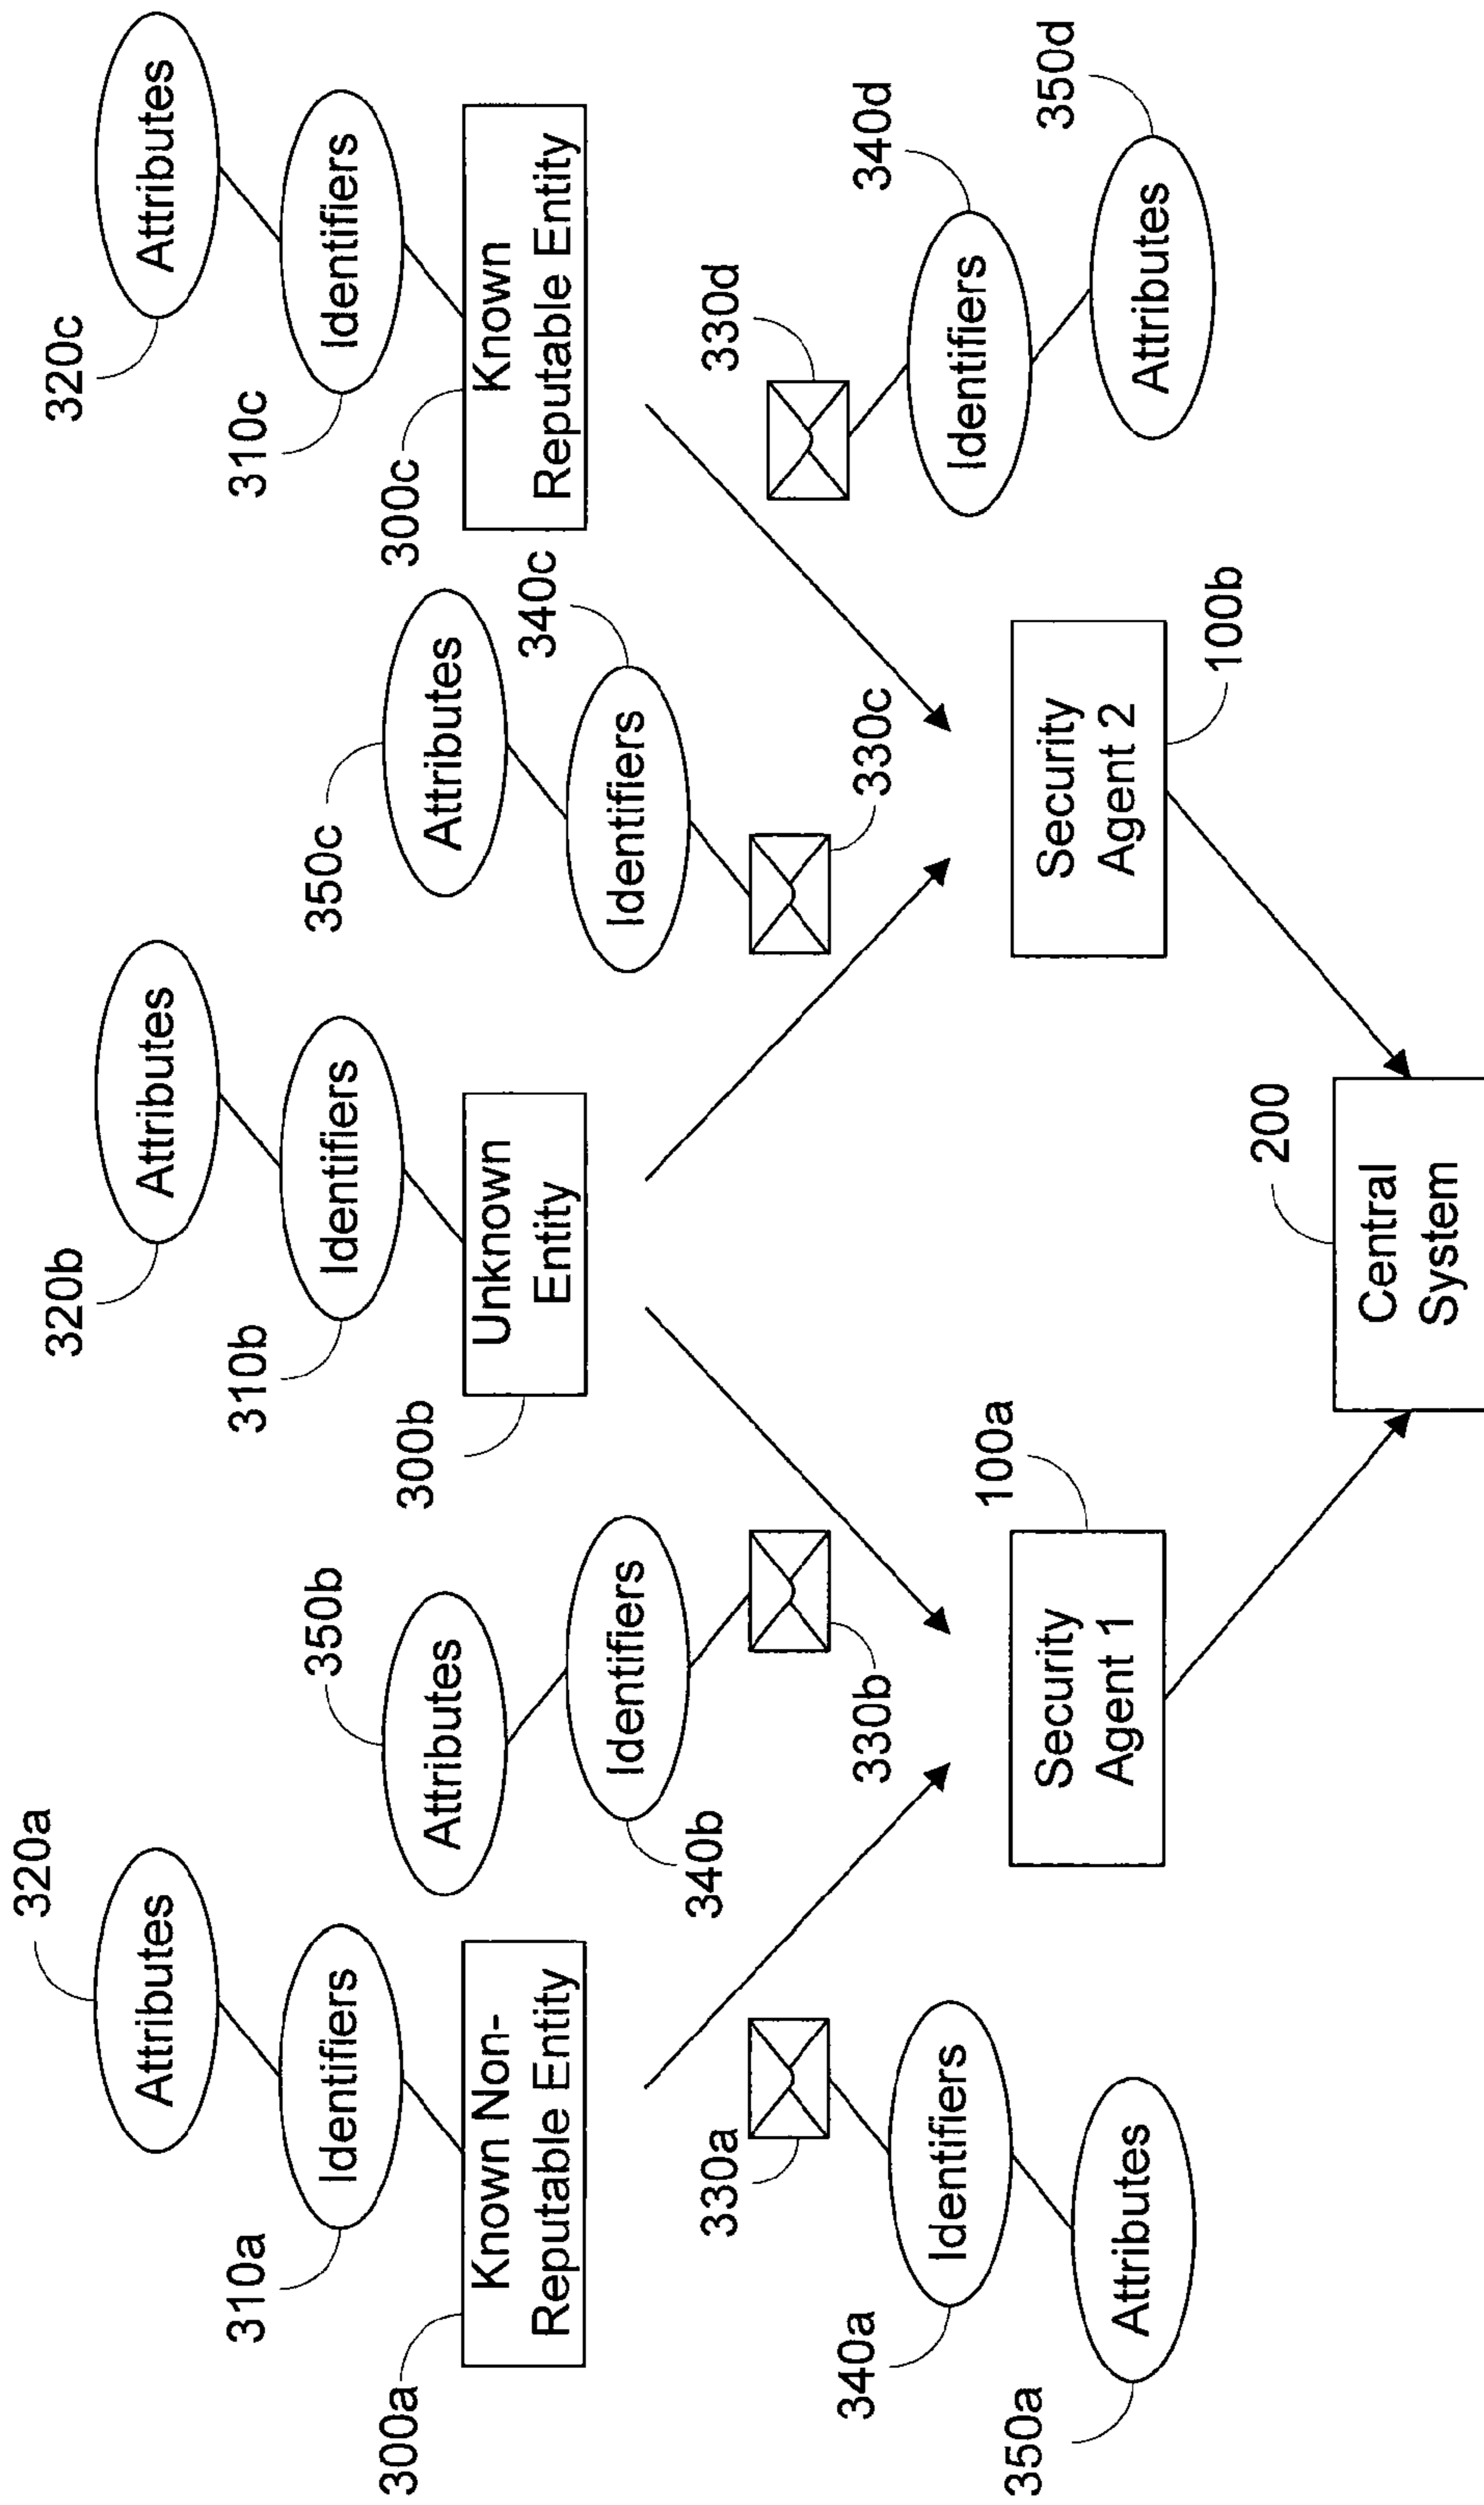 320a
Attributes
310a
Identifiers
300a
Known Non-
Reputable Entity
350b
Attributes
340b
Identifiers
330b
330a
340a
Identifiers
350a
Attributes
320b
Attributes
310b
Identifiers
300b
Unknown
Entity
350c
Attributes
340c
Identifiers
330c
320c
Attributes
310c
Identifiers
300c
Known
Reputable Entity
330d
340d
Identifiers
350d
Attributes
100a
Security
Agent 1
Security
Agent 2
100b
200
Central
System